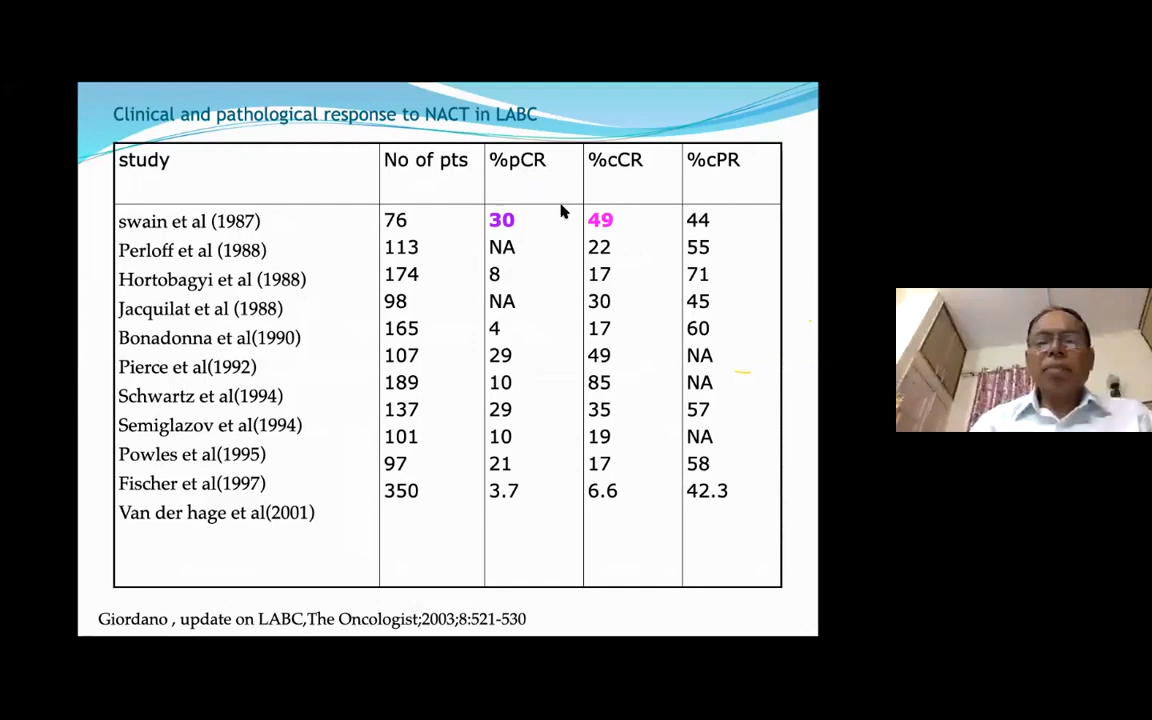 Clinical and pathological response to NACT in LABC
study No of pts %pCR %cCR %cPR
swain et al (1987) 76 30 49 44
Perloff et al (1988) 113 NA 22 55
Hortobagyi et al (1988) 174 8 17 71
Jacquilat et al (1988) 98 NA 30 45
Bonadonna et al(1990) 165 4 17 60
Pierce et al(1992) 107 29 49 NA
Schwartz et al(1994) 189 10 85 NA
Semiglazov et al(1994) 137 29 35 57
Powles et al(1995) 101 10 19 NA
Fischer et al(1997) 97 21 17 58
Van der hage et al(2001) 350 3.7 6.6 42.3
Giordano , update on LABC,The Oncologist;2003;8:521-530